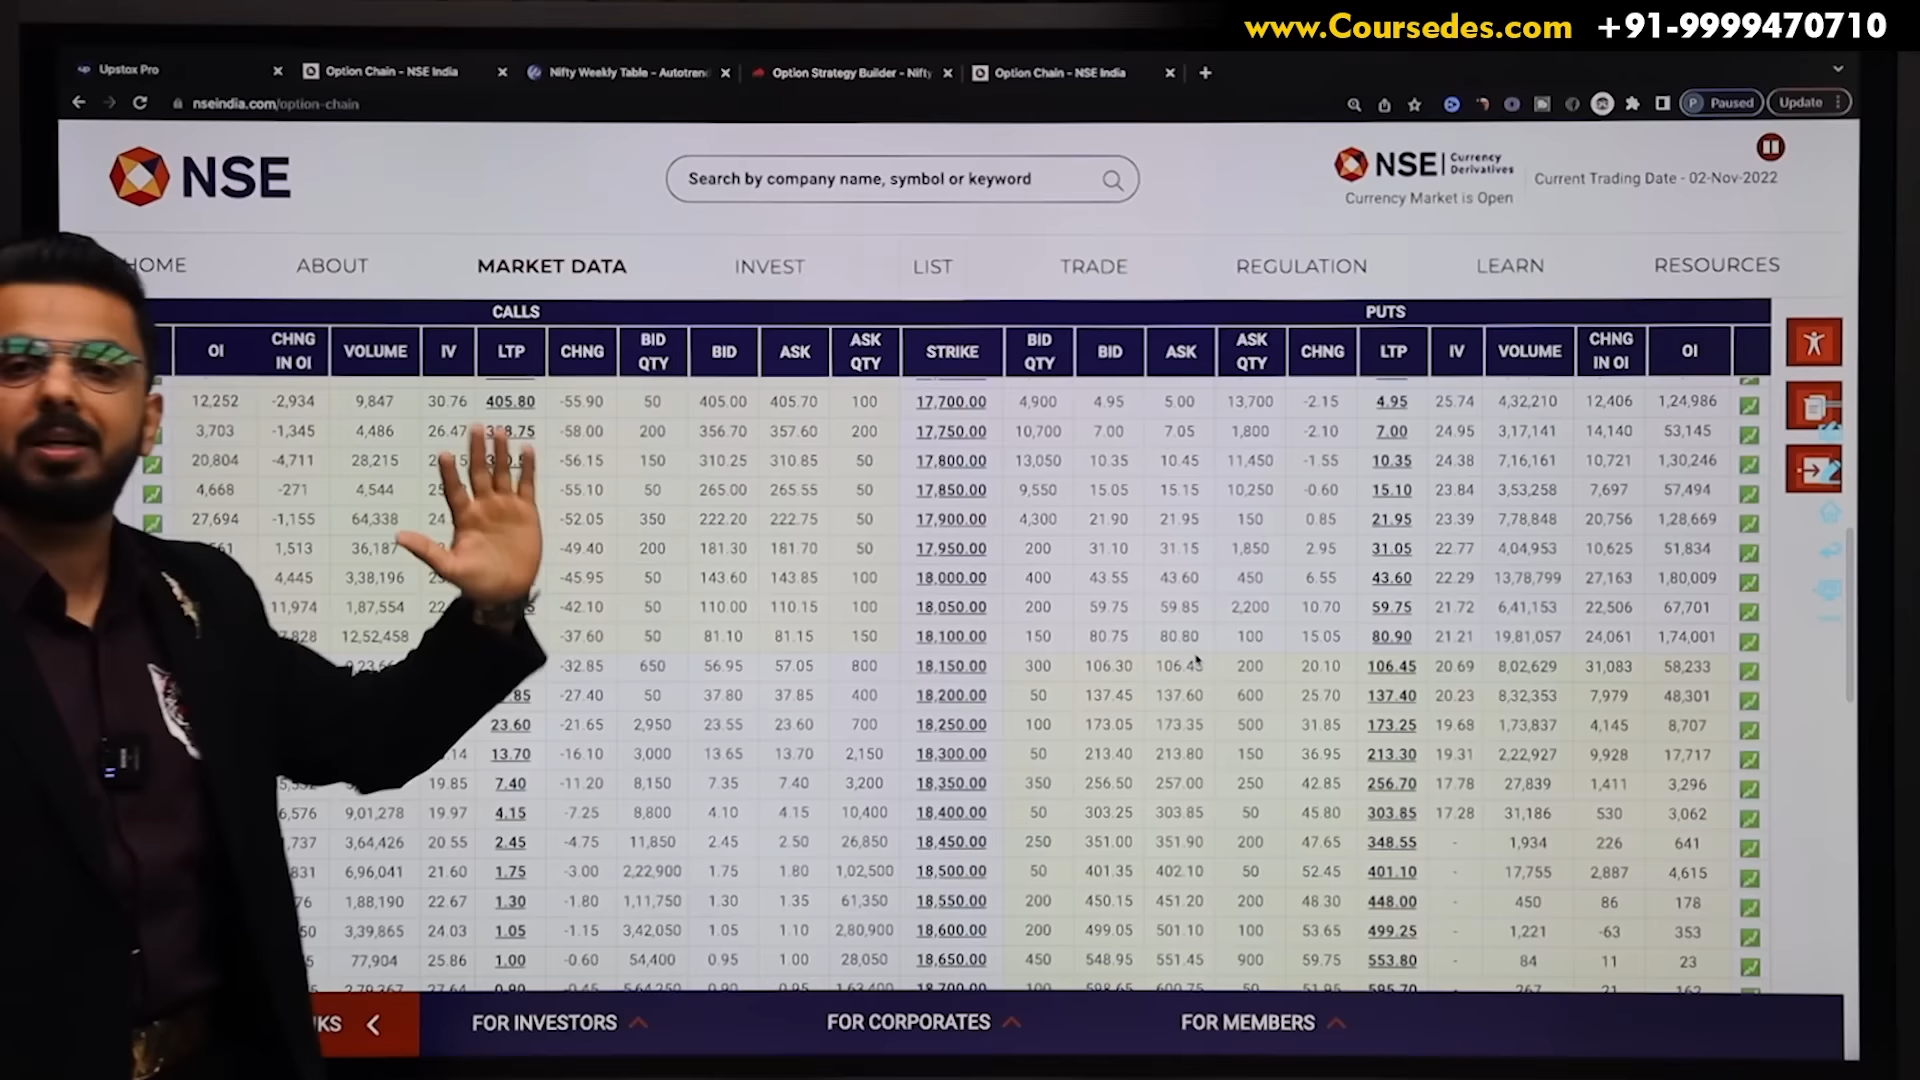 www.Coursedes.com +91-9999470710
Upstox Pro
Option Chain - NSE India
Nifty Weekly Table - Autotren
Option Strategy Builder - Nifty
Option Chain - NSE India
nseindia.com/option-chain
Paused
Update
NSE
Search by company name, symbol or keyword
NSE Currency Derivatives
Currency Market is Open
Current Trading Date - 02-Nov-2022
HOME ABOUT MARKET DATA INVEST LIST TRADE REGULATION LEARN RESOURCES
CALLS PUTS
OI CHNG IN OI VOLUME IV LTP CHNG BID QTY BID ASK ASK QTY STRIKE BID QTY BID ASK ASK QTY CHNG LTP IV VOLUME CHNG IN OI OI
12,252 -2,934 9,847 30.76 405.80 -55.90 50 405.00 405.70 100 17,700.00 4,900 4.95 5.00 13,700 -2.15 4.95 25.74 4,32,210 12,406 1,24,986
3,703 -1,345 4,486 26.47 -58.00 200 356.70 357.60 200 17,750.00 10,700 7.00 7.05 1,800 -2.10 7.00 24.95 3,17,141 14,140 53,145
20,804 -4,711 28,215 -56.15 150 310.25 310.85 50 17,800.00 13,050 10.35 10.45 11,450 -1.55 10.35 24.38 7,16,161 10,721 1,30,246
4,668 -271 4,544 -55.10 50 265.00 265.55 50 17,850.00 9,550 15.05 15.15 10,250 -0.60 15.10 23.84 3,53,258 7,697 57,494
27,694 -1,155 64,338 -52.05 350 222.20 222.75 50 17,900.00 4,300 21.90 21.95 150 0.85 21.95 23.39 7,78,848 20,756 1,28,669
1,513 36,187 -49.40 200 181.30 181.70 50 17,950.00 200 31.10 31.15 1,850 2.95 31.05 22.77 4,04,953 10,625 51,834
4,445 3,38,196 -45.95 50 143.60 143.85 100 18,000.00 400 43.55 43.60 450 6.55 43.60 22.29 13,78,799 27,163 1,80,009
11,974 1,87,554 -42.10 50 110.00 110.15 100 18,050.00 200 59.75 59.85 2,200 10.70 59.75 21.72 6,41,153 22,506 67,701
12,52,458 -37.60 50 81.10 81.15 150 18,100.00 150 80.75 80.80 100 15.05 80.90 21.21 19,81,057 24,061 1,74,001
-32.85 650 56.95 57.05 800 18,150.00 300 106.30 106.45 200 20.10 106.45 20.69 8,02,629 31,083 58,233
-27.40 50 37.80 37.85 400 18,200.00 50 137.45 137.60 600 25.70 137.40 20.23 8,32,353 7,979 48,301
23.60 -21.65 2,950 23.55 23.60 700 18,250.00 100 173.05 173.35 500 31.85 173.25 19.68 1,73,837 4,145 8,707
13.70 -16.10 3,000 13.65 13.70 2,150 18,300.00 50 213.40 213.80 150 36.95 213.30 19.31 2,22,927 9,928 17,717
19.85 7.40 -11.20 8,150 7.35 7.40 3,200 18,350.00 350 256.50 257.00 250 42.85 256.70 17.78 27,839 1,411 3,296
9,01,278 19.97 4.15 -7.25 8,800 4.10 4.15 10,400 18,400.00 50 303.25 303.85 50 45.80 303.85 17.28 31,186 530 3,062
3,64,426 20.55 2.45 -4.75 11,850 2.45 2.50 26,850 18,450.00 250 351.00 351.90 200 47.65 348.55 - 1,934 226 641
6,96,041 21.60 1.75 -3.00 2,22,900 1.75 1.80 1,02,500 18,500.00 50 401.35 402.10 50 52.45 401.10 - 17,755 2,887 4,615
1,88,190 22.67 1.30 -1.80 1,11,750 1.30 1.35 61,350 18,550.00 200 450.15 451.20 200 48.30 448.00 - 450 86 178
3,39,865 24.03 1.05 -1.15 3,42,050 1.05 1.10 2,80,900 18,600.00 200 499.05 501.10 100 53.65 499.25 - 1,221 -63 353
77,904 25.86 1.00 -0.60 54,400 0.95 1.00 28,050 18,650.00 450 548.95 551.45 900 59.75 553.80 - 84 11 23
18,700.00
FOR INVESTORS FOR CORPORATES FOR MEMBERS